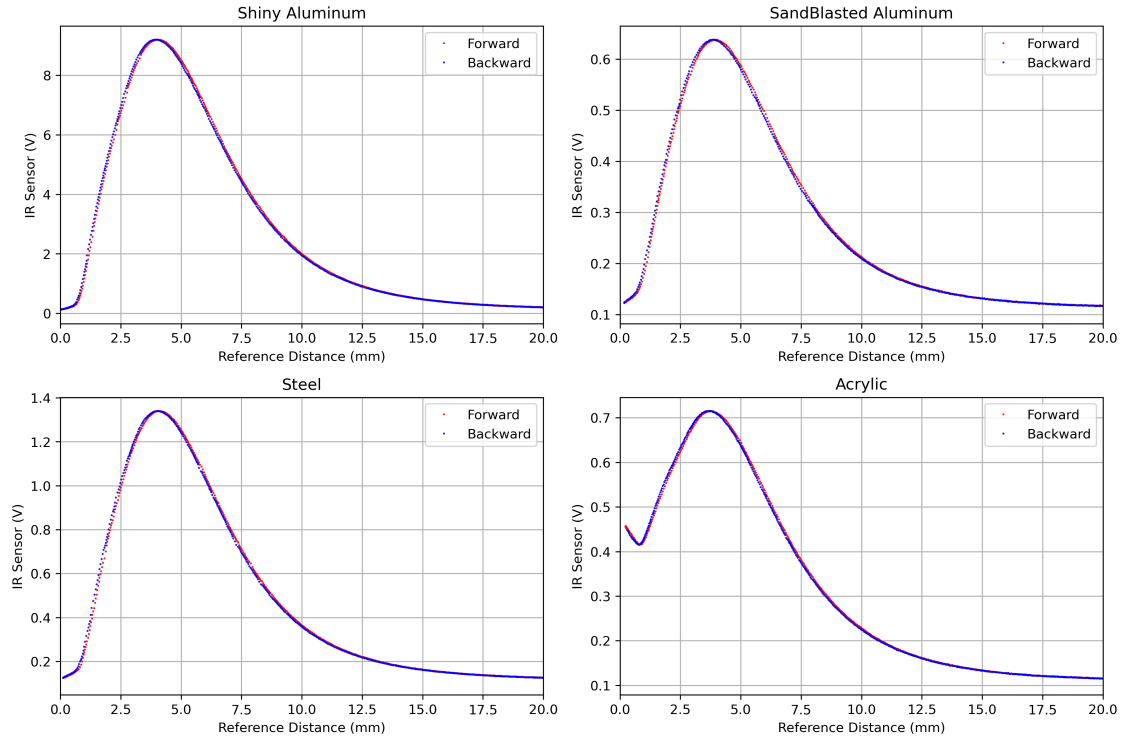 Shiny Aluminum
IR Sensor (V)
8
6
4
2
0
Forward
Backward
0.0 2.5 5.0 7.5 10.0 12.5 15.0 17.5 20.0
Reference Distance (mm)
SandBlasted Aluminum
IR Sensor (V)
0.6
0.5
0.4
0.3
0.2
0.1
Forward
Backward
0.0 2.5 5.0 7.5 10.0 12.5 15.0 17.5 20.0
Reference Distance (mm)
Steel
IR Sensor (V)
1.4
1.2
1.0
0.8
0.6
0.4
0.2
Forward
Backward
0.0 2.5 5.0 7.5 10.0 12.5 15.0 17.5 20.0
Reference Distance (mm)
Acrylic
IR Sensor (V)
0.7
0.6
0.5
0.4
0.3
0.2
0.1
Forward
Backward
0.0 2.5 5.0 7.5 10.0 12.5 15.0 17.5 20.0
Reference Distance (mm)